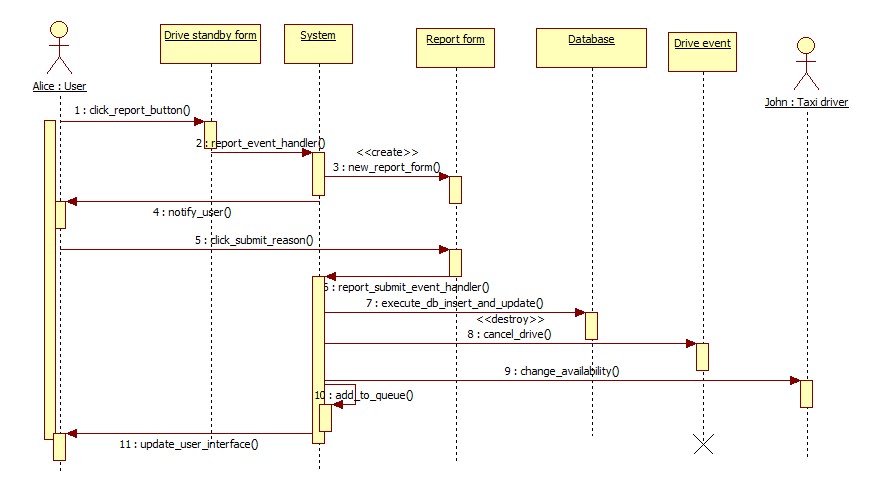 Drive standby form
System
Report form
Database
Drive event
Alice : User
John : Taxi driver
1 : click_report_button()
2 : report_event_handler()
<<create>>
3 : new_report_form()
4 : notify_user()
5 : click_submit_reason()
6 : report_submit_event_handler()
7 : execute_db_insert_and_update()
<<destroy>>
8 : cancel_drive()
9 : change_availability()
10 : add_to_queue()
11 : update_user_interface()